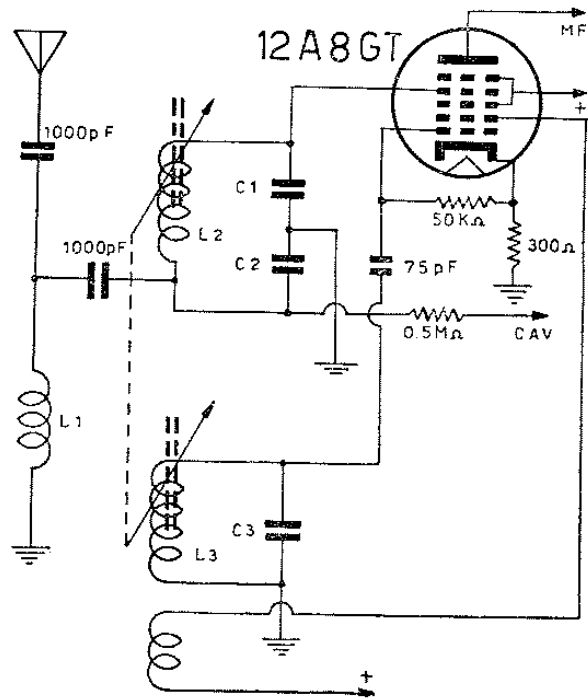 12A8GT
MF
+
1000pF
C1
50KΩ
1000pF
L2
C2
75pF
300Ω
0.5MΩ
CAV
L1
C3
L3
+